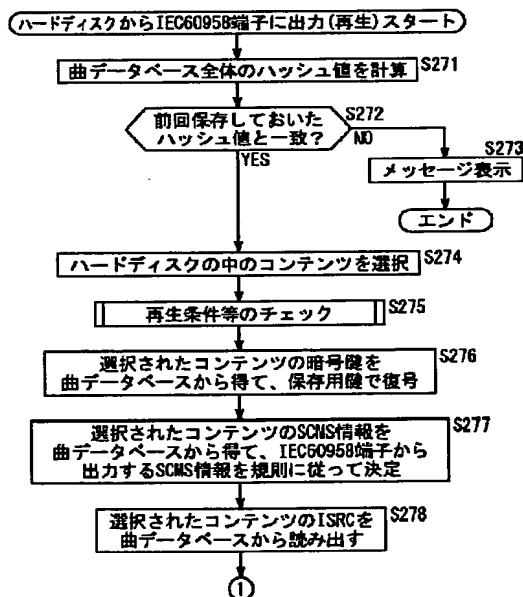 ハードディスクからIEC60958端子に出力(再生)スタート
曲データベース全体のハッシュ値を計算
S271
前回保存しておいた
ハッシュ値と一致?
S272
NO
YES
S273
メッセージ表示
エンド
ハードディスクの中のコンテンツを選択
S274
再生条件等のチェック
S275
選択されたコンテンツの暗号鍵を
曲データベースから得て、保存用鍵で復号
S276
選択されたコンテンツのSCMS情報を
曲データベースから得て、IEC60958端子から
出力するSCMS情報を規則に従って決定
S277
選択されたコンテンツのISRCを
曲データベースから読み出す
S278
1